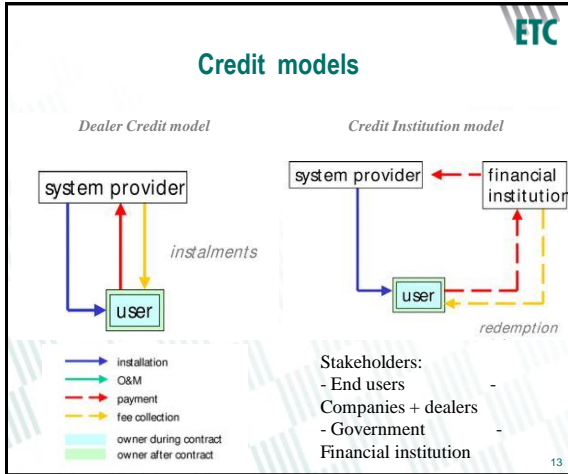 ETC
Credit models
Dealer Credit model
Credit Institution model
system provider
instalments
user
system provider
financial
institution
user
redemption
installation
O&M
payment
fee collection
owner during contract
owner after contract
Stakeholders:
- End users -
Companies + dealers
- Government -
Financial institution
13